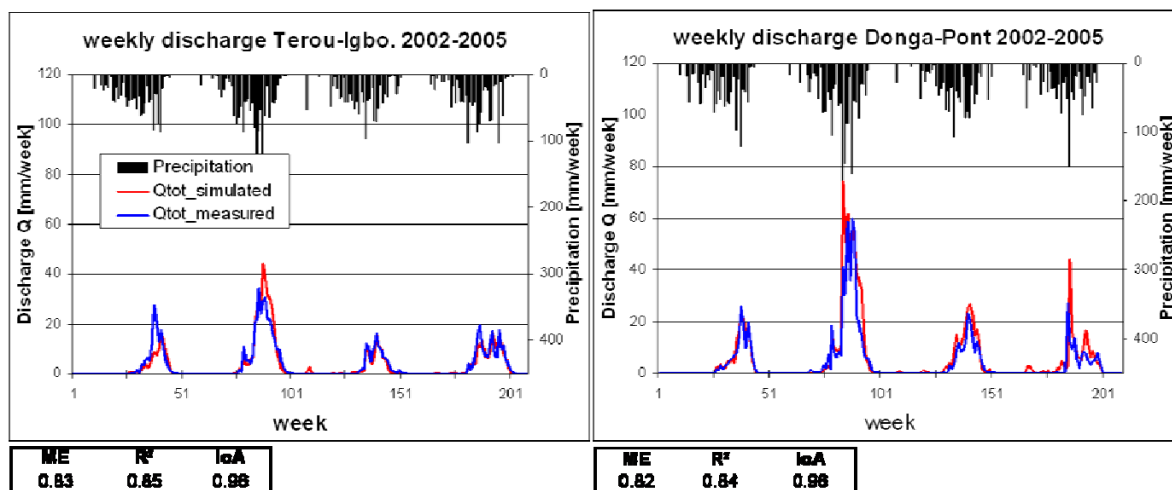 weekly discharge Terou-Igbo. 2002-2005
120
100
80
60
40
20
0
Discharge Q [mm/week]
0
100
200
300
400
Precipitation [mm/week]
Precipitation
Qtot_simulated
Qtot_measured
1
51
101
151
201
week
ME R² IoA
0.83 0.85 0.96
weekly discharge Donga-Pont 2002-2005
120
100
80
60
40
20
0
Discharge Q [mm/week]
0
100
200
300
400
Precipitation [mm/week]
1
51
101
151
201
week
ME R² IoA
0.82 0.84 0.96